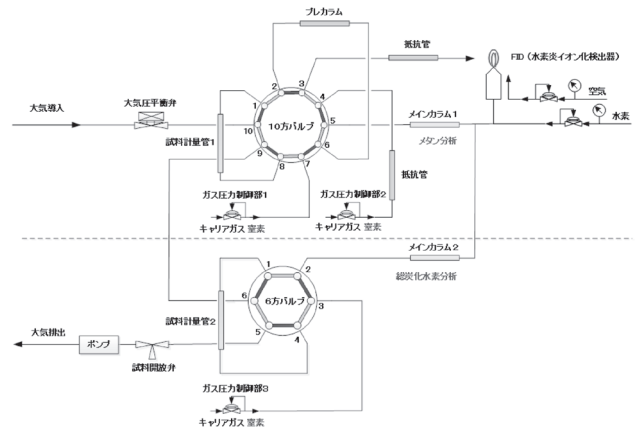 プレカラム
抵抗管
FID（水素炎イオン化検出器）
大気導入
大気圧平衡弁
2
3
1
4
10
10方バルブ
5
9
6
8
7
試料計量管1
空気
水素
メインカラム1
メタン分析
抵抗管
ガス圧力制御部1
ガス圧力制御部2
キャリアガス 窒素
キャリアガス 窒素
メインカラム2
総炭化水素分析
1
2
6
6方バルブ
3
5
4
試料計量管2
大気排出
ポンプ
試料開放弁
ガス圧力制御部3
キャリアガス 窒素